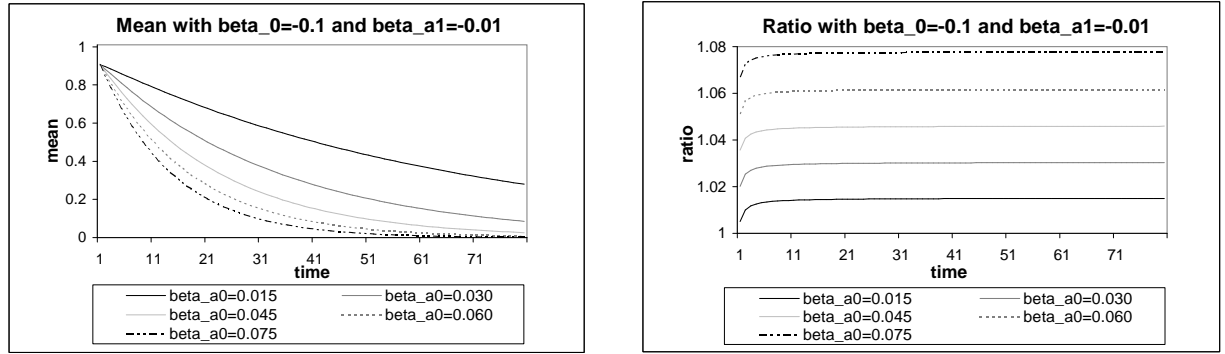 Mean with beta_0=-0.1 and beta_a1=-0.01
1
0.8
0.6
0.4
0.2
0
mean
1 11 21 31 41 51 61 71
time
beta_a0=0.015 beta_a0=0.030
beta_a0=0.045 beta_a0=0.060
beta_a0=0.075
Ratio with beta_0=-0.1 and beta_a1=-0.01
1.08
1.06
1.04
1.02
1
ratio
1 11 21 31 41 51 61 71
time
beta_a0=0.015 beta_a0=0.030
beta_a0=0.045 beta_a0=0.060
beta_a0=0.075